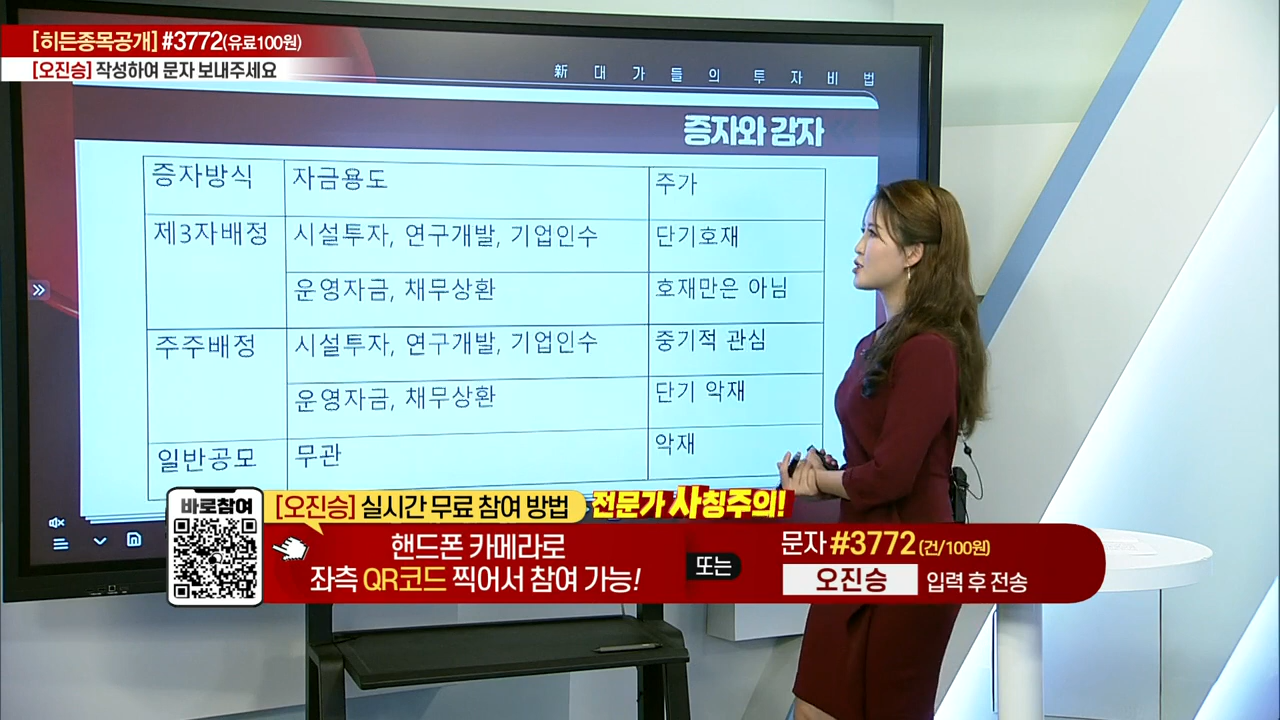 [히든종목공개] #3772(유료100원)
[오진승] 작성하여 문자 보내주세요
新 대가들의 투자비법
증자와 감자
증자방식 자금용도 주가
제3자배정 시설투자, 연구개발, 기업인수 단기호재
운영자금, 채무상환 호재만은 아님
주주배정 시설투자, 연구개발, 기업인수 중기적 관심
운영자금, 채무상환 단기 악재
일반공모 무관 악재
바로참여
[오진승] 실시간 무료 참여 방법
전문가 사칭주의!
핸드폰 카메라로
좌측 QR코드 찍어서 참여 가능!
또는
문자 #3772 (건/100원)
오진승 입력 후 전송